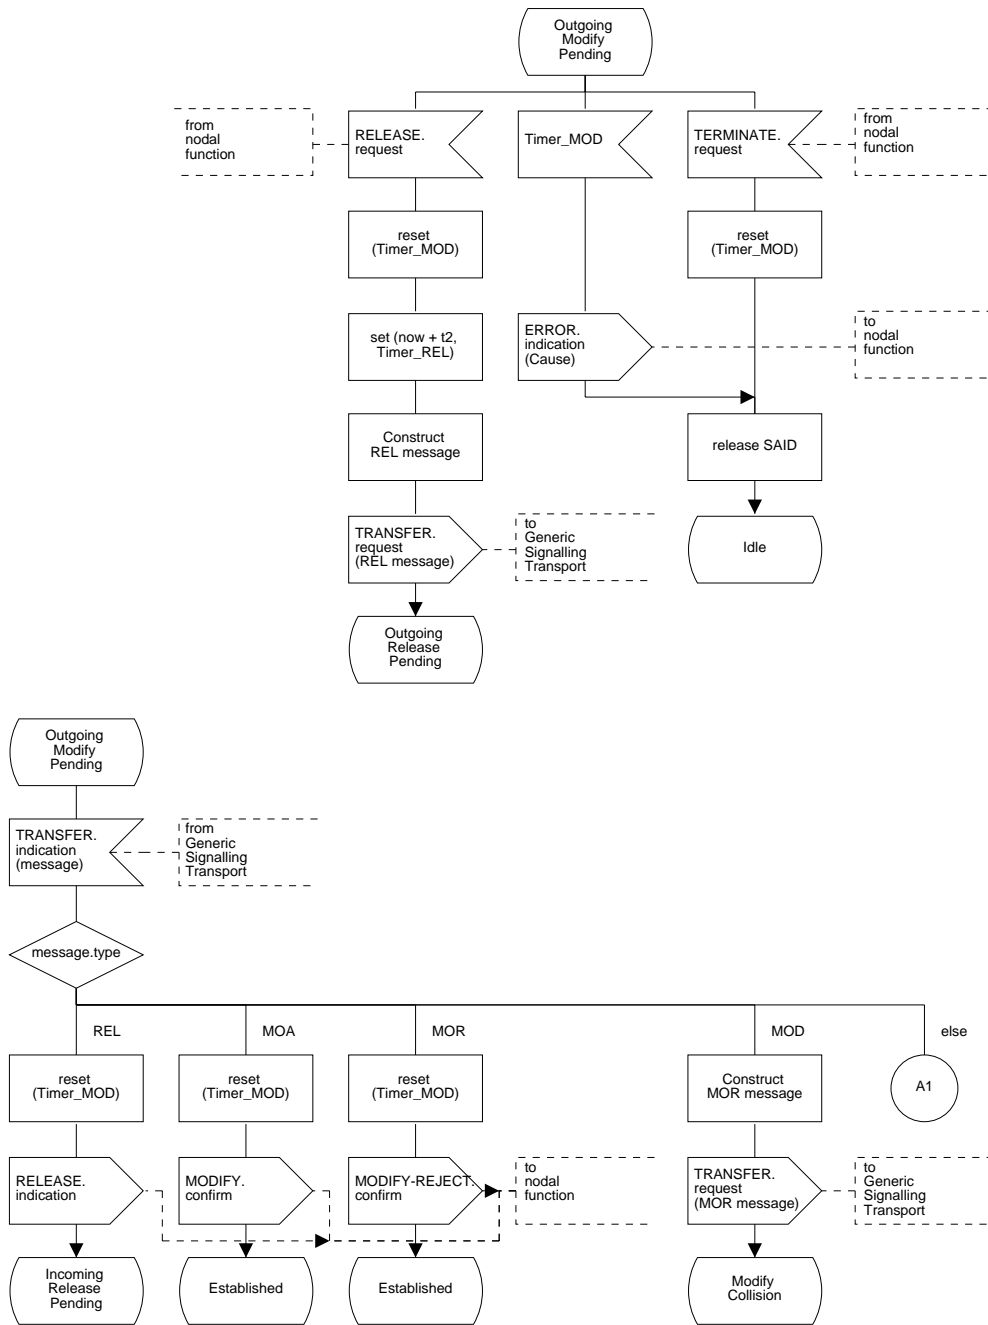 Outgoing
Modify
Pending
from
nodal
function
RELEASE.
request
Timer_MOD
TERMINATE.
request
from
nodal
function
reset
(Timer_MOD)
reset
(Timer_MOD)
set (now + t2,
Timer_REL)
ERROR.
indication
(Cause)
to
nodal
function
Construct
REL message
release SAID
TRANSFER.
request
(REL message)
to
Generic
Signalling
Transport
Idle
Outgoing
Release
Pending
Outgoing
Modify
Pending
TRANSFER.
indication
(message)
from
Generic
Signalling
Transport
message.type
REL
MOA
MOR
MOD
else
reset
(Timer_MOD)
reset
(Timer_MOD)
reset
(Timer_MOD)
Construct
MOR message
A1
RELEASE.
indication
MODIFY.
confirm
MODIFY-REJECT.
confirm
to
nodal
function
TRANSFER.
request
(MOR message)
to
Generic
Signalling
Transport
Incoming
Release
Pending
Established
Established
Modify
Collision